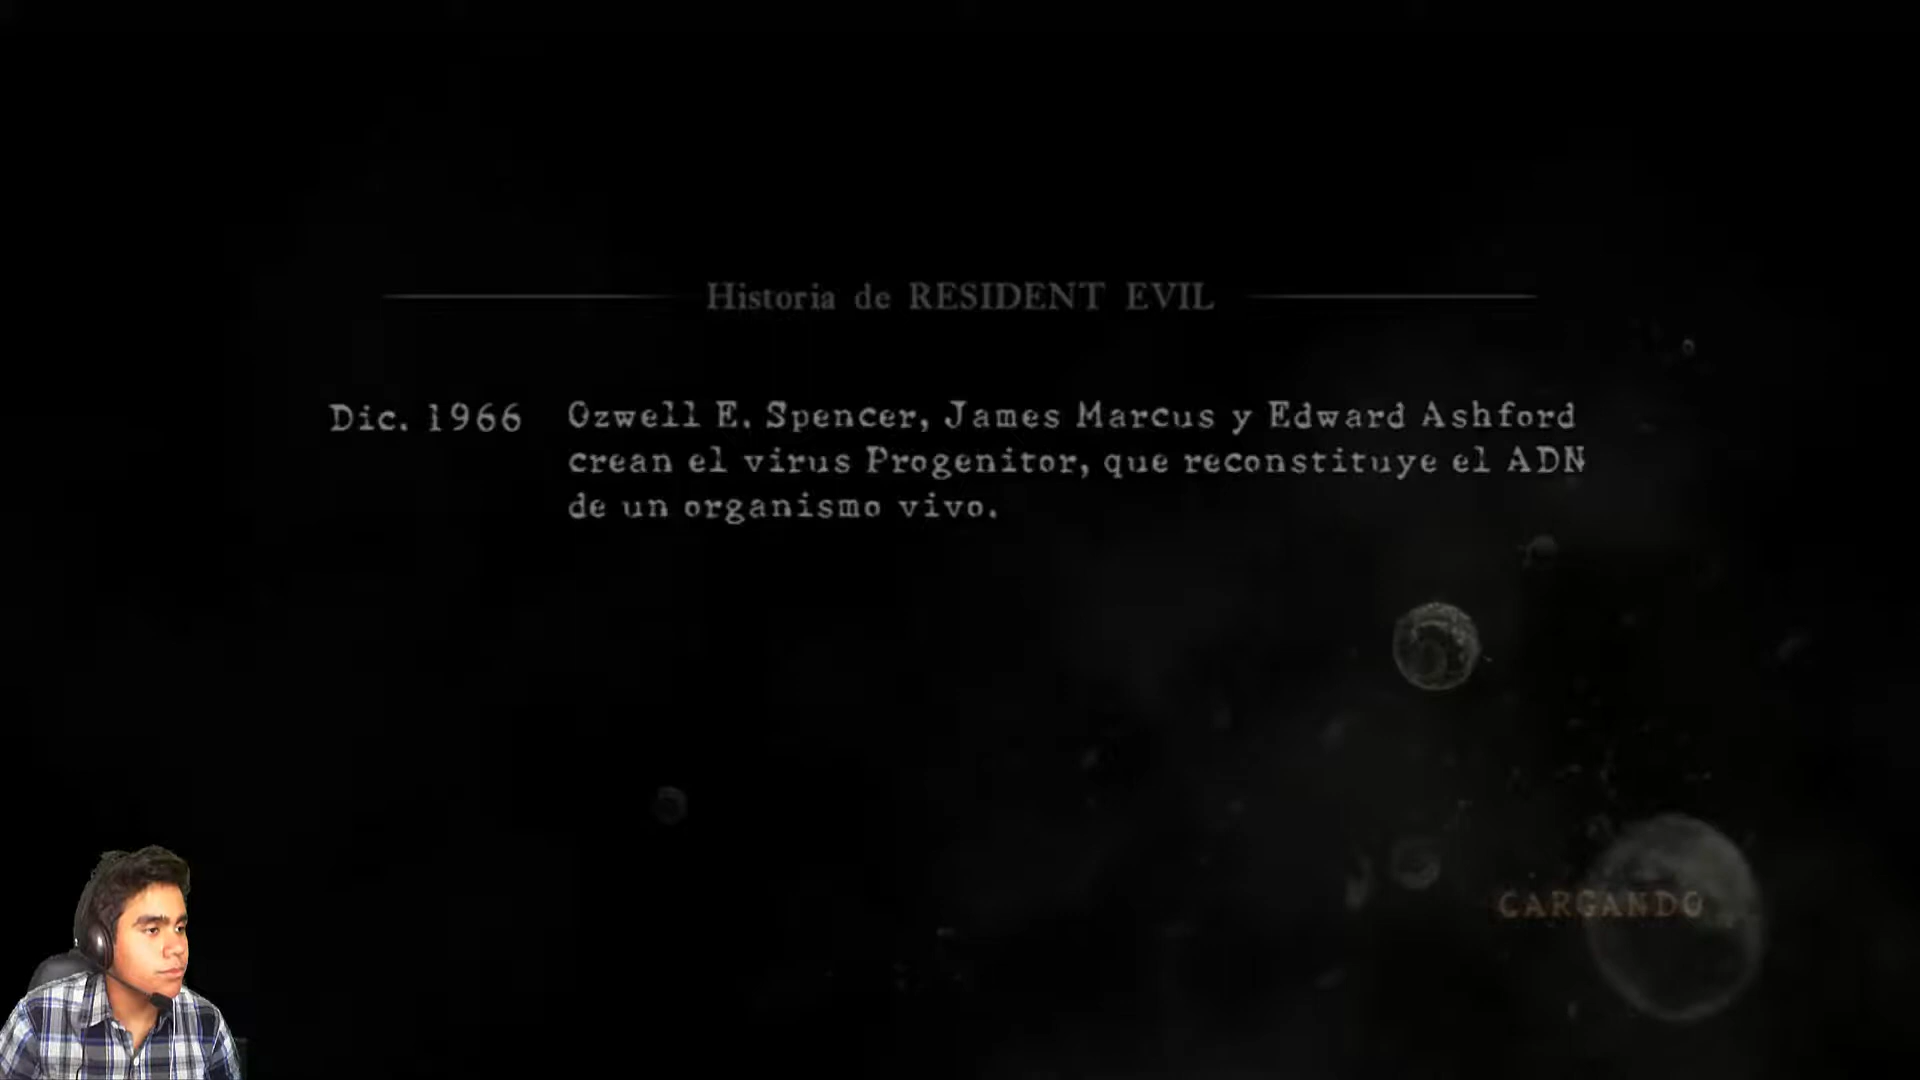 Historia de RESIDENT EVIL
Dic. 1966 Ozwell E. Spencer, James Marcus y Edward Ashford
crean el virus Progenitor, que reconstituye el ADN
de un organismo vivo.
CARGANDO